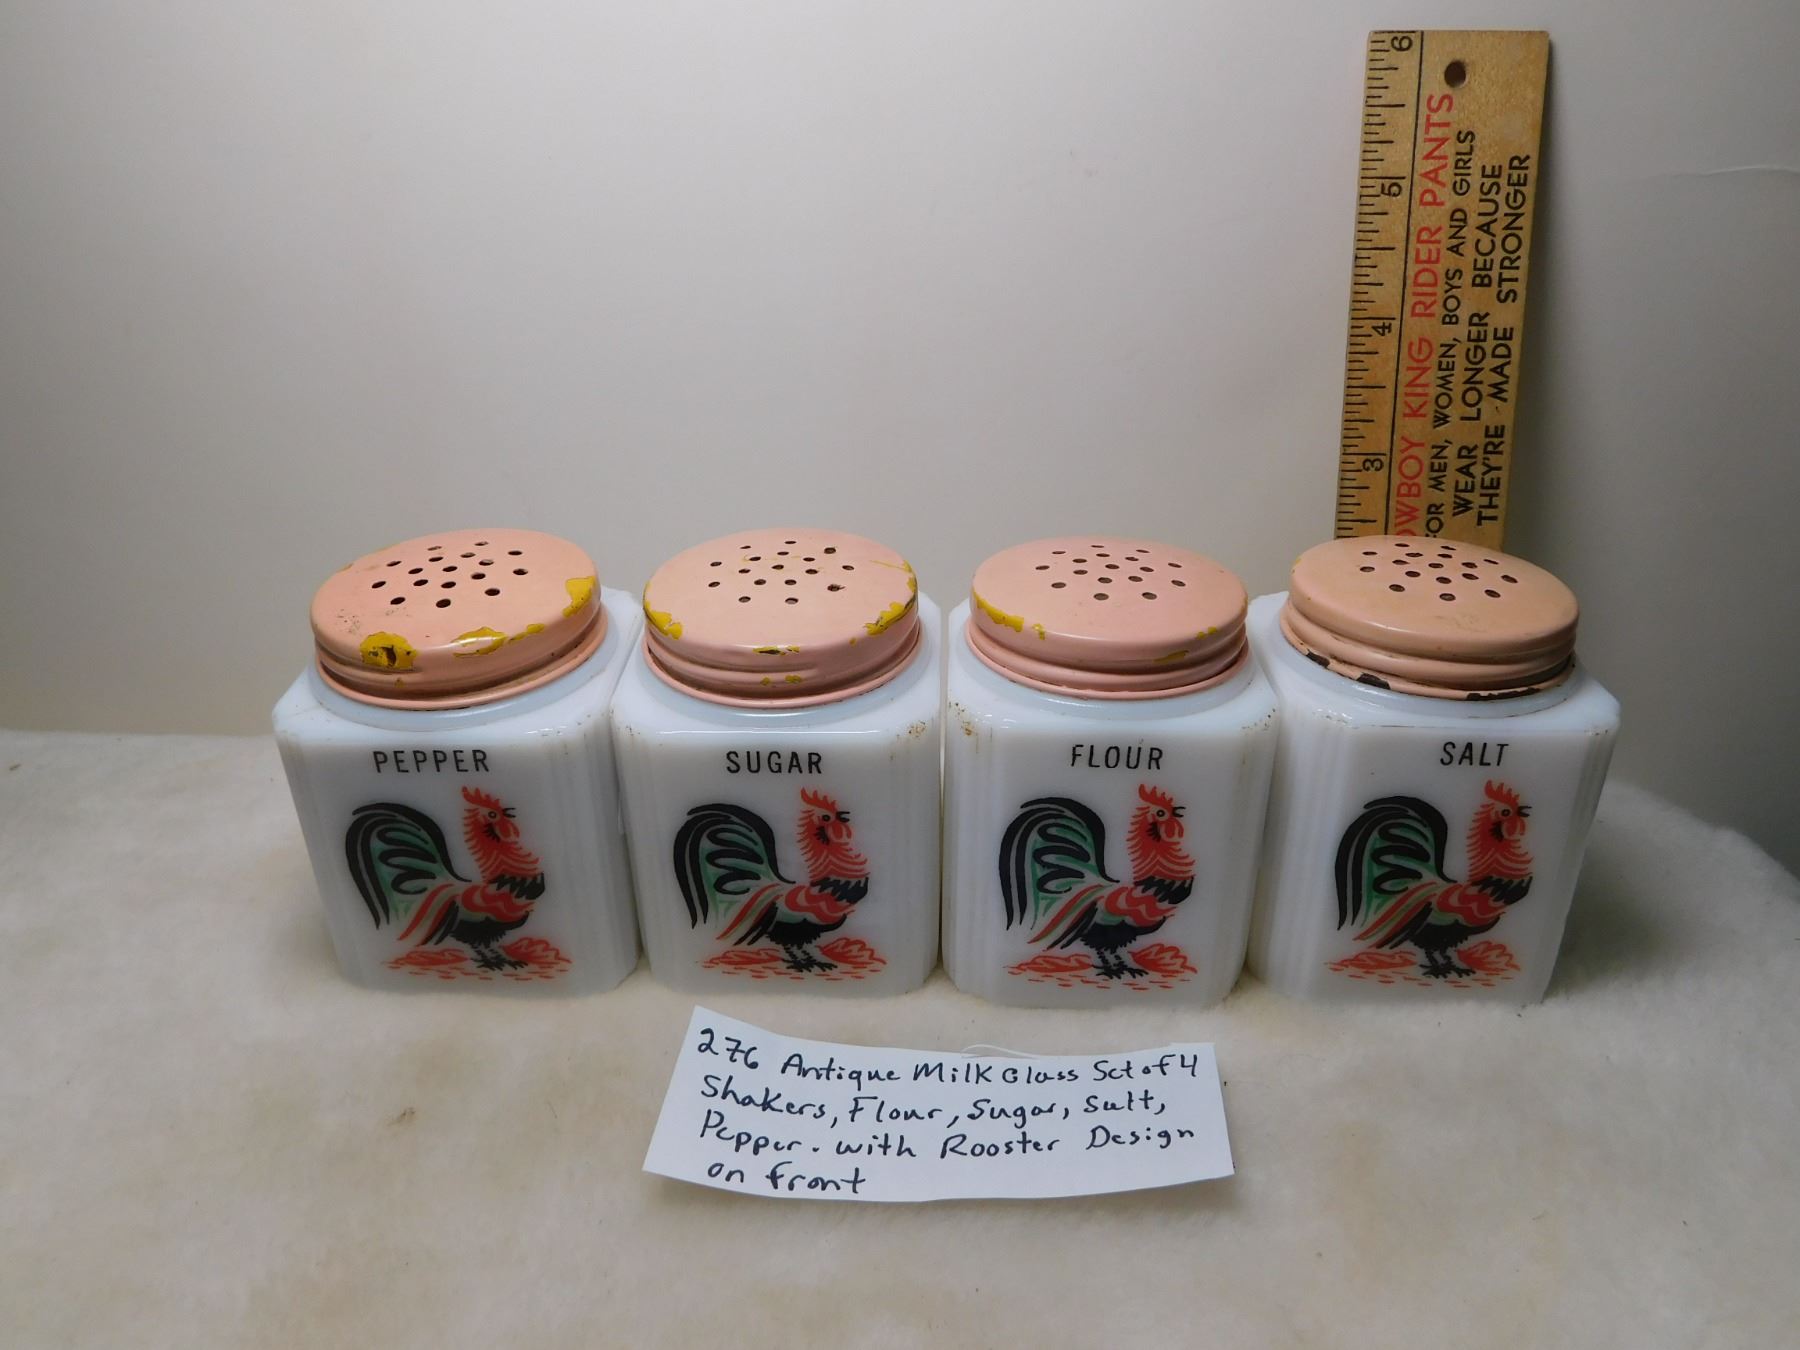 PEPPER
SUGAR
FLOUR
SALT
6
5
4
3
OWBOY KING RIDER PANTS
FOR MEN, WOMEN, BOYS AND GIRLS
WEAR LONGER BECAUSE
THEY'RE MADE STRONGER
276 Antique Milk Glass Set of 4
Shakers, Flour, Sugar, Salt,
Pepper. with Rooster Design
on front